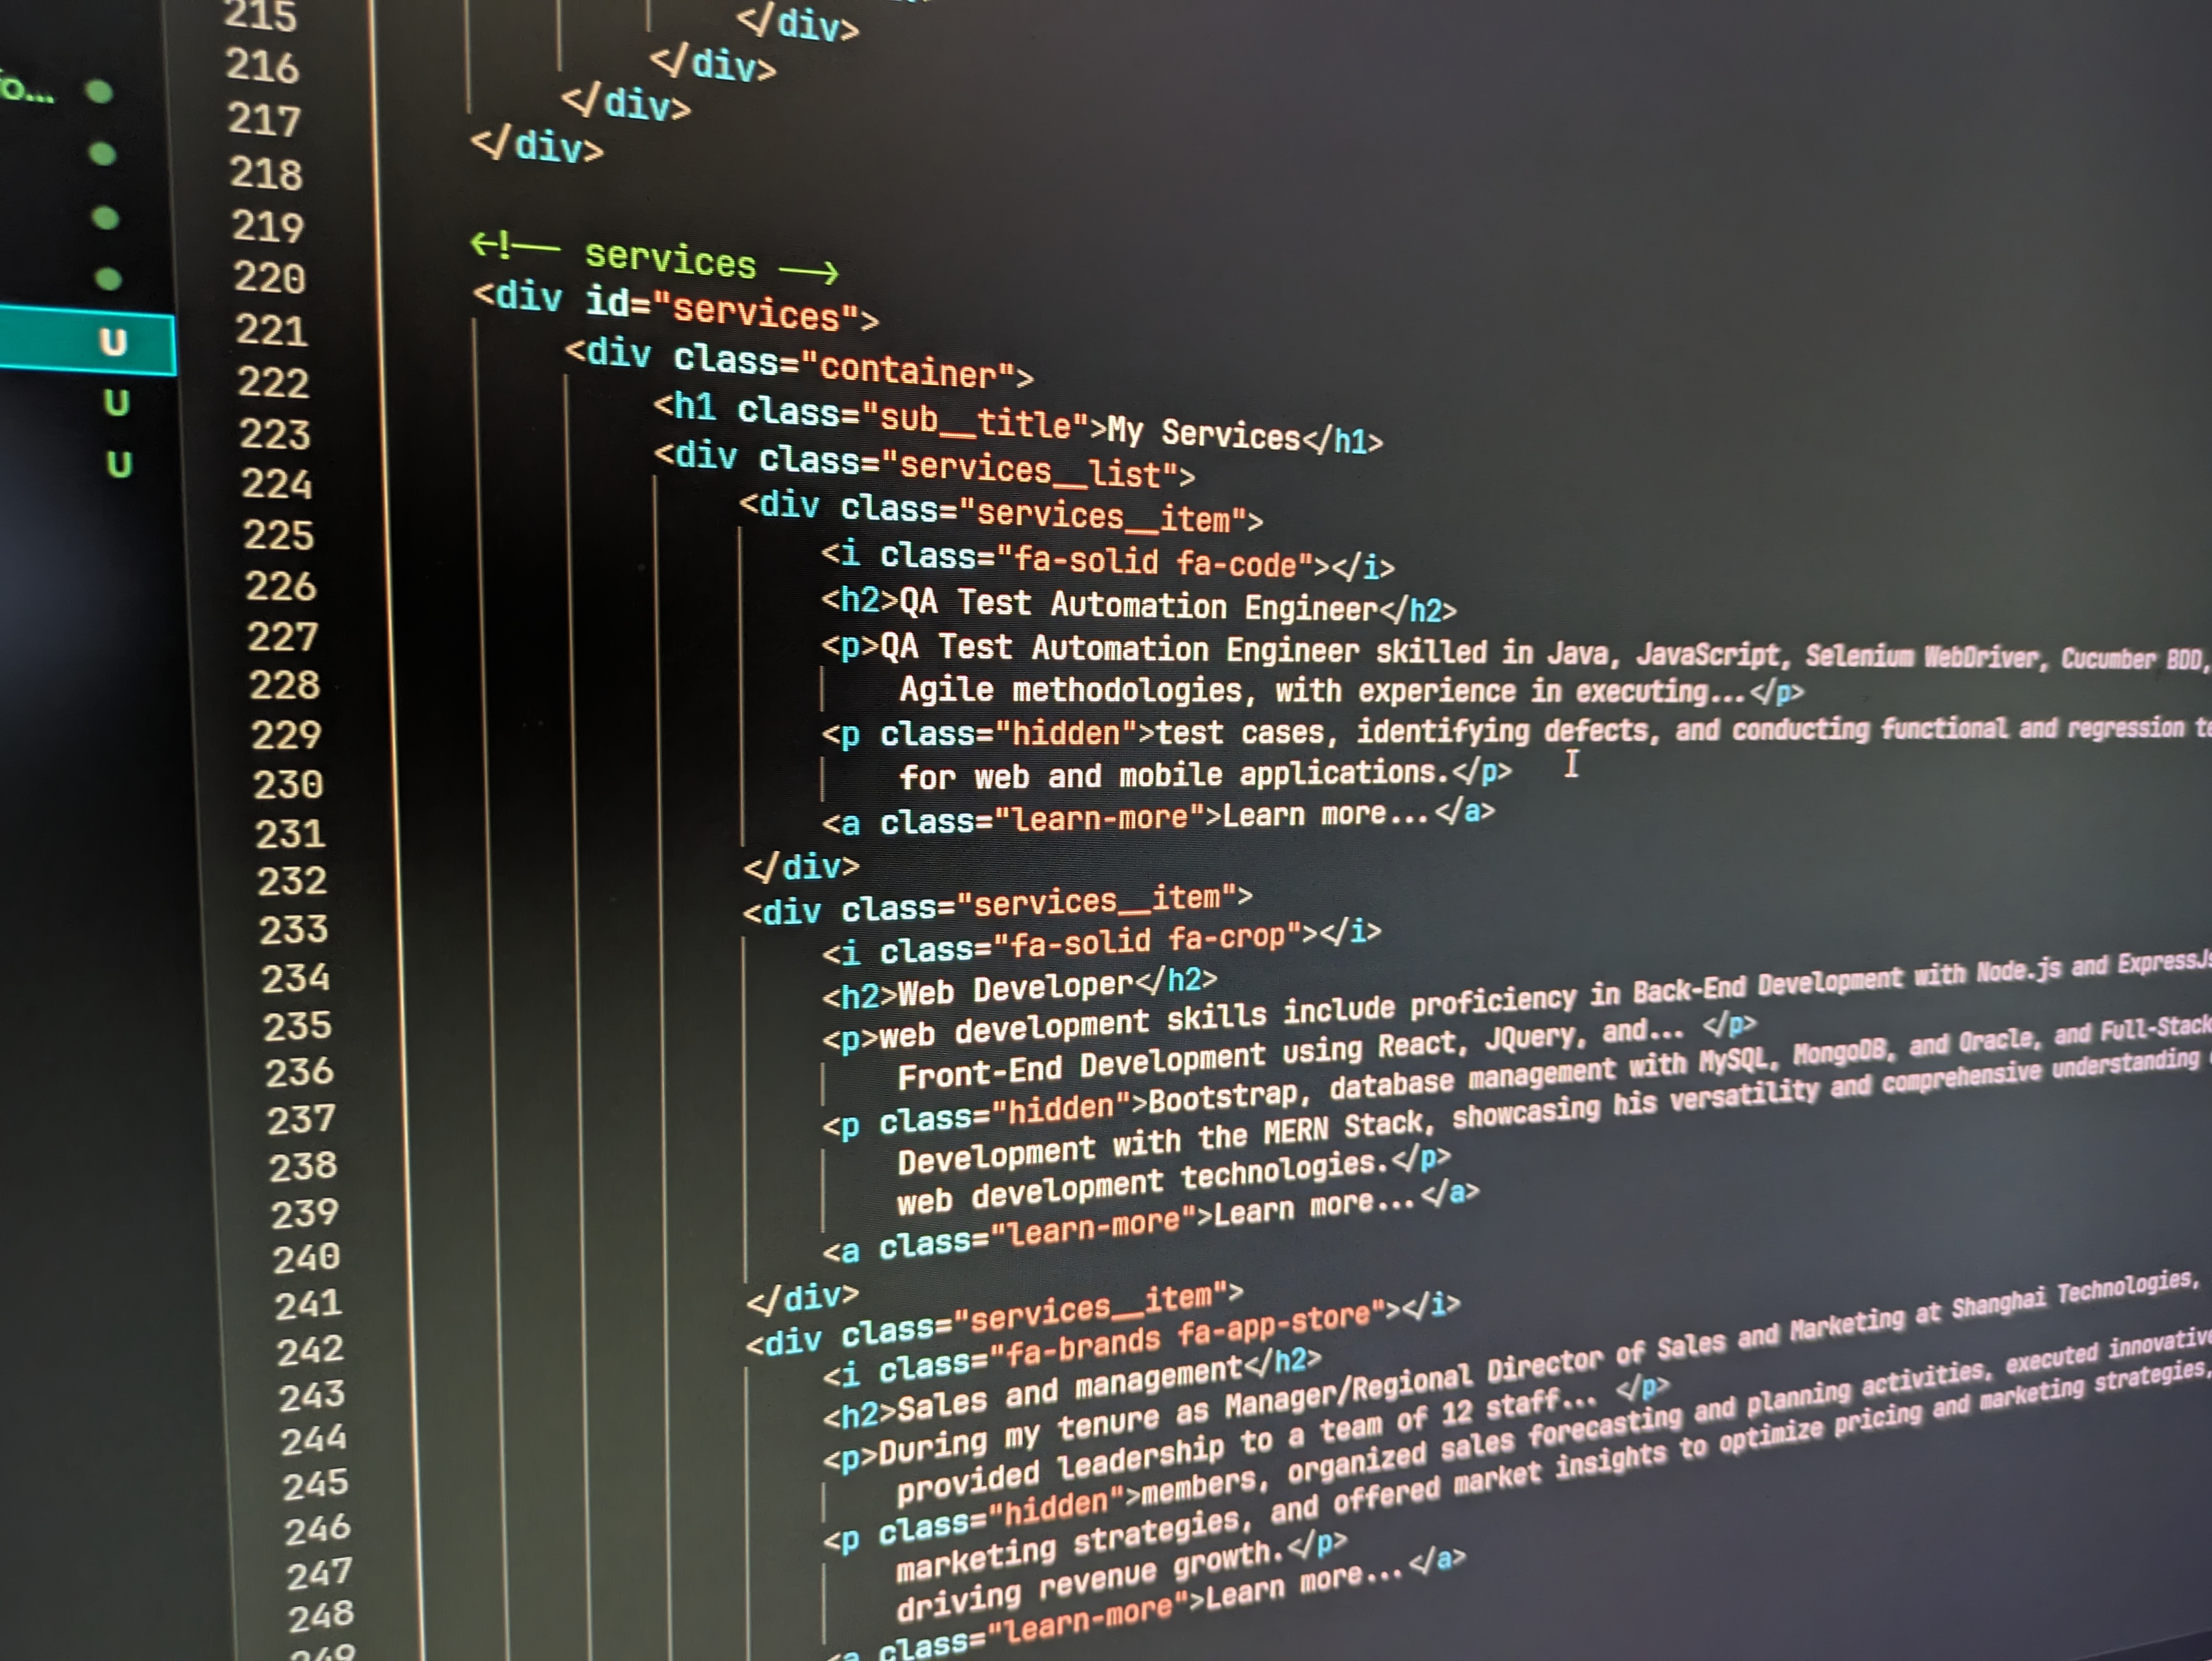 215 </div>
216 </div>
o... 217 </div>
218 </div>
219
220 <!-- services -->
221 <div id="services">
U 222 <div class="container">
U 223 <h1 class="sub__title">My Services</h1>
U 224 <div class="services__list">
225 <div class="services__item">
226 <i class="fa-solid fa-code"></i>
227 <h2>QA Test Automation Engineer</h2>
228 <p>QA Test Automation Engineer skilled in Java, JavaScript, Selenium WebDriver, Cucumber BDD,
229 Agile methodologies, with experience in executing...</p>
230 <p class="hidden">test cases, identifying defects, and conducting functional and regression te
231 for web and mobile applications.</p>
232 <a class="learn-more">Learn more...</a>
233 </div>
234 <div class="services__item">
235 <i class="fa-solid fa-crop"></i>
236 <h2>Web Developer</h2>
237 <p>web development skills include proficiency in Back-End Development with Node.js and ExpressJs
238 Front-End Development using React, JQuery, and... </p>
239 <p class="hidden">Bootstrap, database management with MySQL, MongoDB, and Oracle, and Full-Stack
240 Development with the MERN Stack, showcasing his versatility and comprehensive understanding
241 web development technologies.</p>
242 <a class="learn-more">Learn more...</a>
243 </div>
244 <div class="services__item">
245 <i class="fa-brands fa-app-store"></i>
246 <h2>Sales and management</h2>
247 <p>During my tenure as Manager/Regional Director of Sales and Marketing at Shanghai Technologies,
248 provided leadership to a team of 12 staff... </p>
249 <p class="hidden">members, organized sales forecasting and planning activities, executed innovative
marketing strategies, and offered market insights to optimize pricing and marketing strategies,
driving revenue growth.</p>
<a class="learn-more">Learn more...</a>